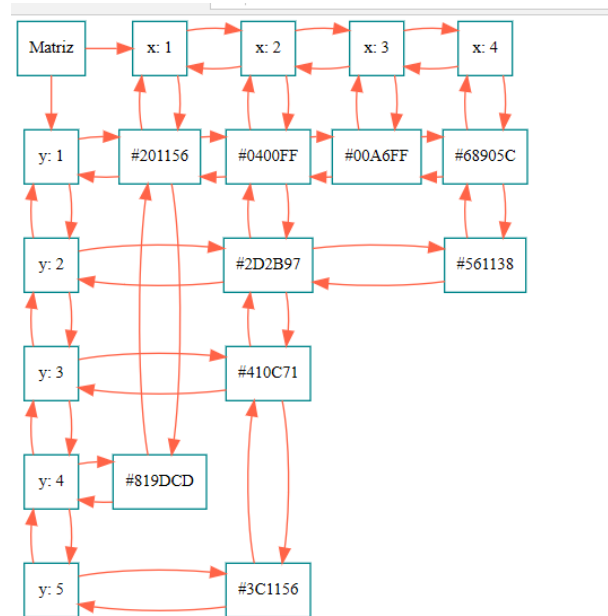 Matriz x: 1 x: 2 x: 3 x: 4
y: 1 #201156 #0400FF #00A6FF #68905C
y: 2 #2D2B97 #561138
y: 3 #410C71
y: 4 #819DCD
y: 5 #3C1156